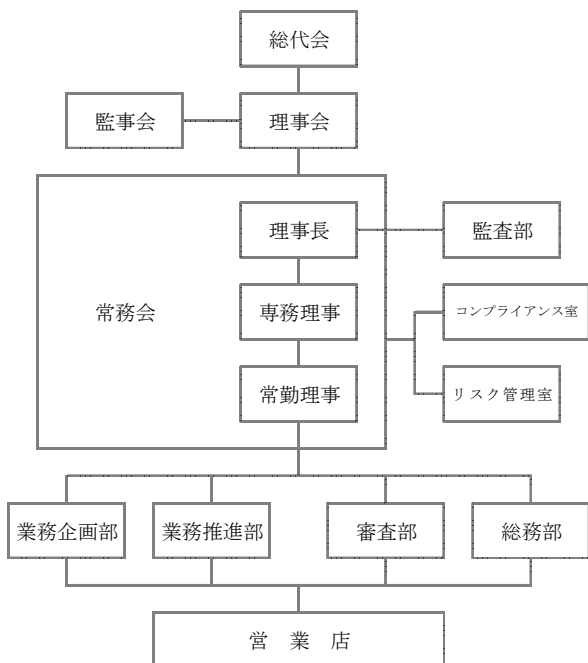 総代会
監事会
理事会
理事長
監査部
常務会
専務理事
コンプライアンス室
常勤理事
リスク管理室
業務企画部
業務推進部
審査部
総務部
営 業 店